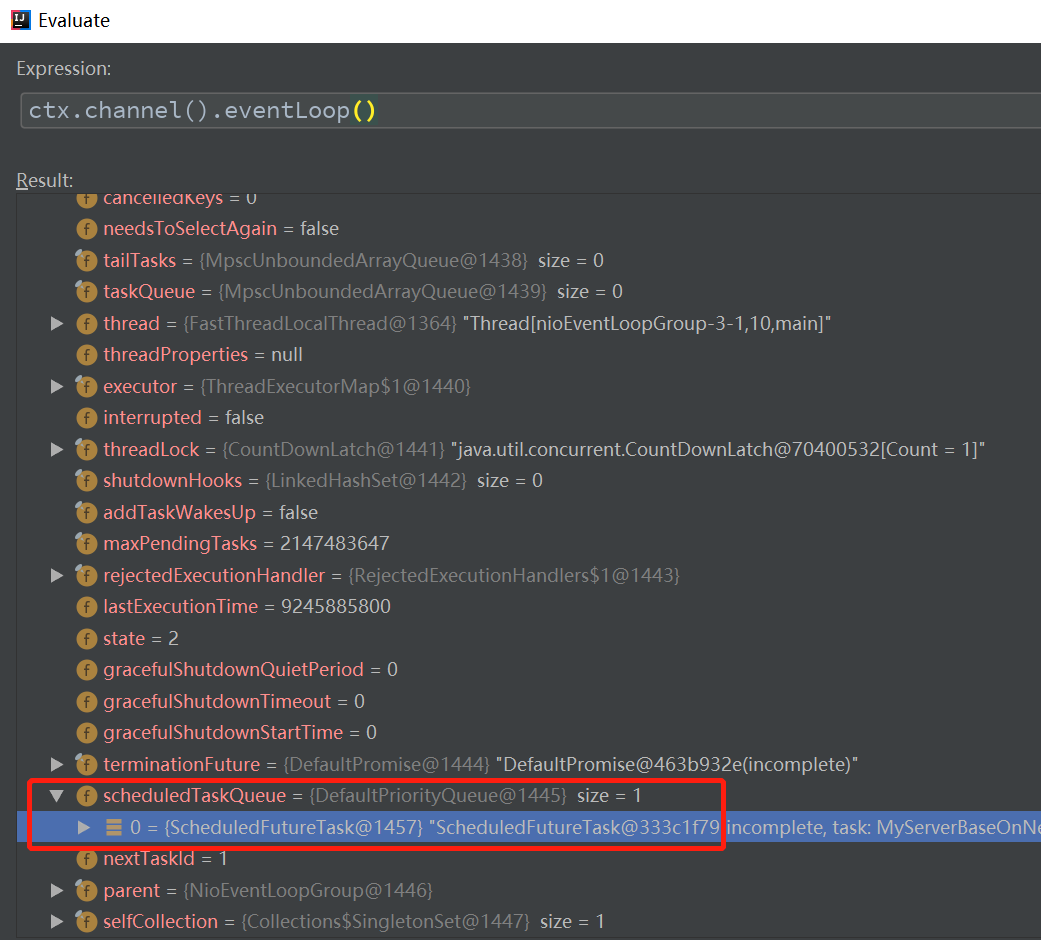 IJ Evaluate
Expression:
ctx.channel().eventLoop()
Result:
f cancelledKeys = 0
f needsToSelectAgain = false
f tailTasks = {MpscUnboundedArrayQueue@1438} size = 0
f taskQueue = {MpscUnboundedArrayQueue@1439} size = 0
f thread = {FastThreadLocalThread@1364} "Thread[nioEventLoopGroup-3-1,10,main]"
f threadProperties = null
f executor = {ThreadExecutorMap$1@1440}
f interrupted = false
f threadLock = {CountDownLatch@1441} "java.util.concurrent.CountDownLatch@70400532[Count = 1]"
f shutdownHooks = {LinkedHashSet@1442} size = 0
f addTaskWakesUp = false
f maxPendingTasks = 2147483647
f rejectedExecutionHandler = {RejectedExecutionHandlers$1@1443}
f lastExecutionTime = 9245885800
f state = 2
f gracefulShutdownQuietPeriod = 0
f gracefulShutdownTimeout = 0
f gracefulShutdownStartTime = 0
f terminationFuture = {DefaultPromise@1444} "DefaultPromise@463b932e(incomplete)"
f scheduledTaskQueue = {DefaultPriorityQueue@1445} size = 1
0 = {ScheduledFutureTask@1457} "ScheduledFutureTask@333c1f79(incomplete, task: MyServerBaseOnNe
f nextTaskId = 1
f parent = {NioEventLoopGroup@1446}
f selfCollection = {Collections$SingletonSet@1447} size = 1